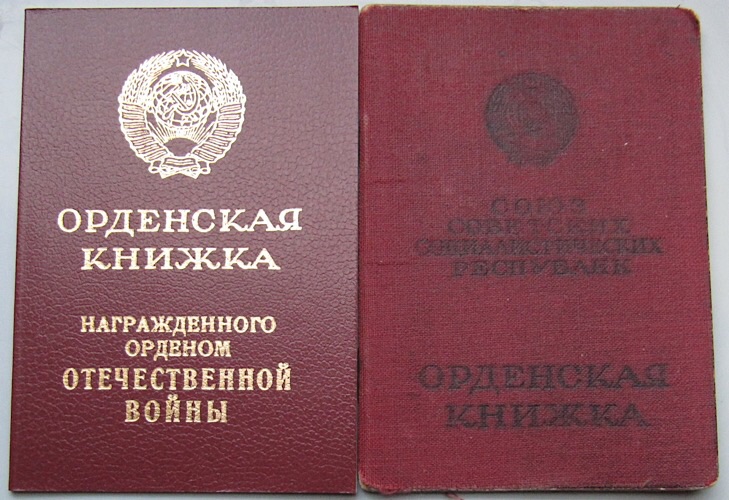 ОРДЕНСКАЯ
КНИЖКА
НАГРАЖДЕННОГО
ОРДЕНОМ
ОТЕЧЕСТВЕННОЙ
ВОЙНЫ
СОЮЗ
СОВЕТСКИХ
СОЦИАЛИСТИЧЕСКИХ
РЕСПУБЛИК
ОРДЕНСКАЯ
КНИЖКА